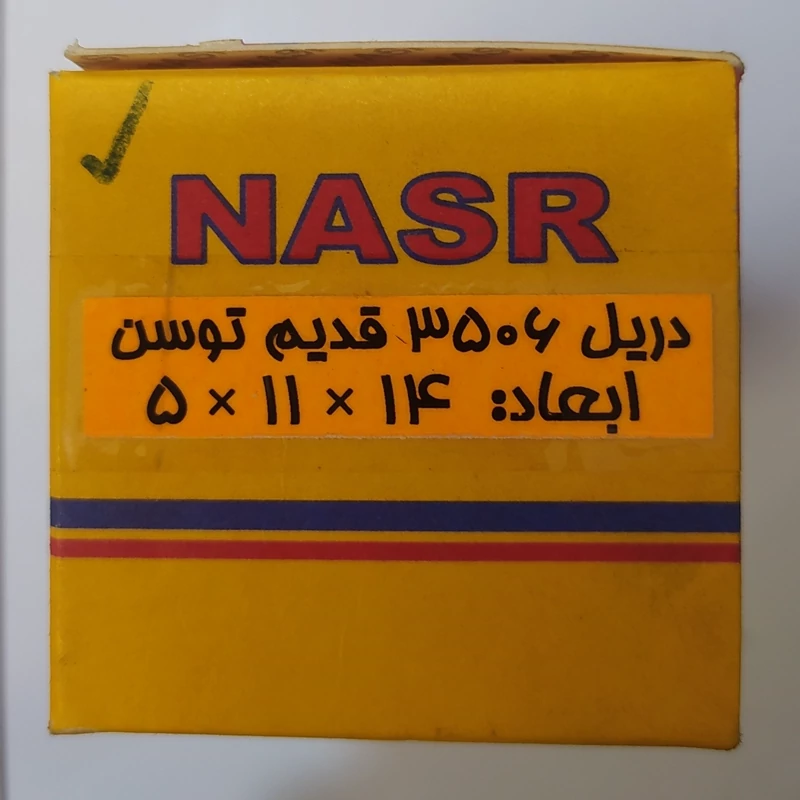 NASR
دریل ۳۵۰۶ قدیم توسن
ابعاد: ۱۴ × ۱۱ × ۵